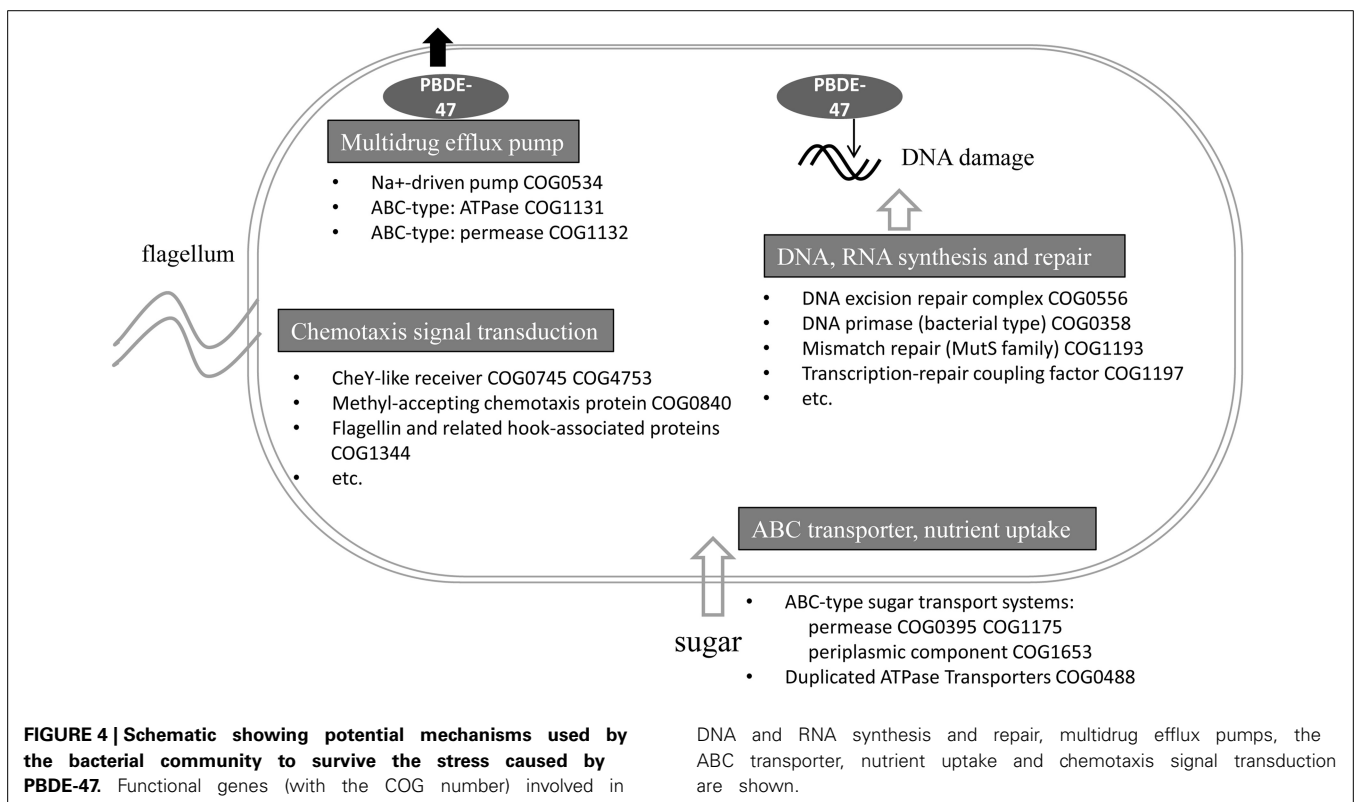 PBDE-
47
Multidrug efflux pump
• Na+-driven pump COG0534
• ABC-type: ATPase COG1131
• ABC-type: permease COG1132
flagellum
Chemotaxis signal transduction
• CheY-like receiver COG0745 COG4753
• Methyl-accepting chemotaxis protein COG0840
• Flagellin and related hook-associated proteins
COG1344
• etc.
PBDE-
47
DNA damage
DNA, RNA synthesis and repair
• DNA excision repair complex COG0556
• DNA primase (bacterial type) COG0358
• Mismatch repair (MutS family) COG1193
• Transcription-repair coupling factor COG1197
• etc.
ABC transporter, nutrient uptake
sugar
• ABC-type sugar transport systems:
permease COG0395 COG1175
periplasmic component COG1653
• Duplicated ATPase Transporters COG0488
FIGURE 4 | Schematic showing potential mechanisms used by
the bacterial community to survive the stress caused by
PBDE-47. Functional genes (with the COG number) involved in
DNA and RNA synthesis and repair, multidrug efflux pumps, the
ABC transporter, nutrient uptake and chemotaxis signal transduction
are shown.